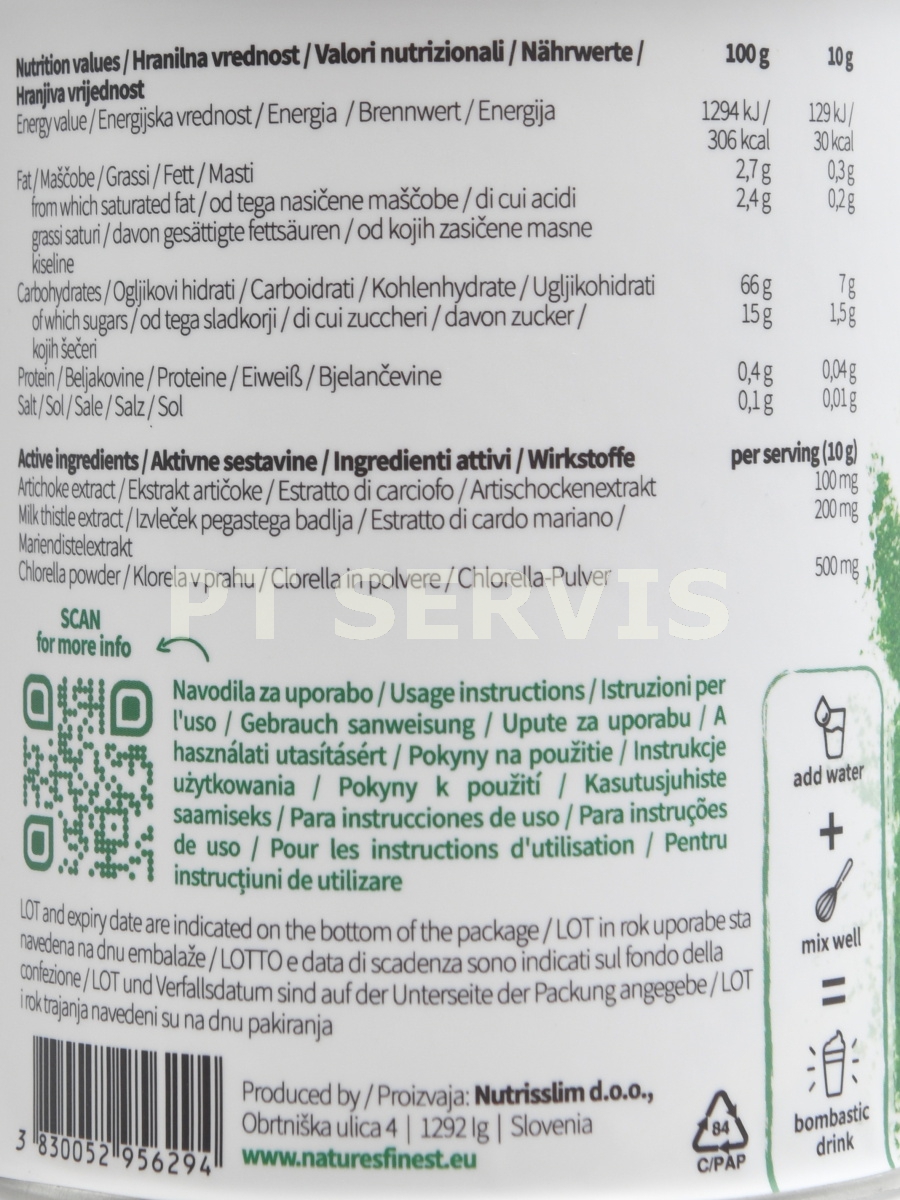 Nutrition values / Hranilna vrednost / Valori nutrizionali / Nährwerte / 100 g 10 g
Hranjiva vrijednost
Energy value / Energijska vrednost / Energia / Brennwert / Energija 1294 kJ / 129 kJ /
306 kcal 30 kcal
Fat / Maščobe / Grassi / Fett / Masti 2,7 g 0,3 g
from which saturated fat / od tega nasičene maščobe / di cui acidi 2,4 g 0,2 g
grassi saturi / davon gesättigte fettsäuren / od kojih zasičene masne
kiseline
Carbohydrates / Ogljikovi hidrati / Carboidrati / Kohlenhydrate / Ugljikohidrati 66 g 7 g
of which sugars / od tega sladkorji / di cui zuccheri / davon zucker / 15 g 1,5 g
kojih šečeri
Protein / Beljakovine / Proteine / Eiweiß / Bjelančevine 0,4 g 0,04 g
Salt / Sol / Sale / Salz / Sol 0,1 g 0,01 g
Active ingredients / Aktivne sestavine / Ingredienti attivi / Wirkstoffe per serving (10 g)
Artichoke extract / Ekstrakt artičoke / Estratto di carciofo / Artischockenextrakt 100 mg
Milk thistle extract / Izvleček pegastega badlja / Estratto di cardo mariano / 200 mg
Mariendistelextrakt
Chlorella powder / Klorela v prahu / Clorella in polvere / Chlorella-Pulver 500 mg
PT SERVIS
SCAN
for more info
Navodila za uporabo / Usage instructions / Istruzioni per
l'uso / Gebrauch sanweisung / Upute za uporabu / A
használati utasításért / Pokyny na použitie / Instrukcje
użytkowania / Pokyny k použití / Kasutusjuhiste
saamiseks / Para instrucciones de uso / Para instruções
de uso / Pour les instructions d'utilisation / Pentru
instrucțiuni de utilizare
add water
+
mix well
=
bombastic
drink
LOT and expiry date are indicated on the bottom of the package / LOT in rok uporabe sta
navedena na dnu embalaže / LOTTO e data di scadenza sono indicati sul fondo della
confezione / LOT und Verfallsdatum sind auf der Unterseite der Packung angegebe / LOT
i rok trajanja navedeni su na dnu pakiranja
3 830052 956294
Produced by / Proizvaja: Nutrisslim d.o.o.,
Obrtniška ulica 4 | 1292 Ig | Slovenia
www.naturesfinest.eu
84
C/PAP